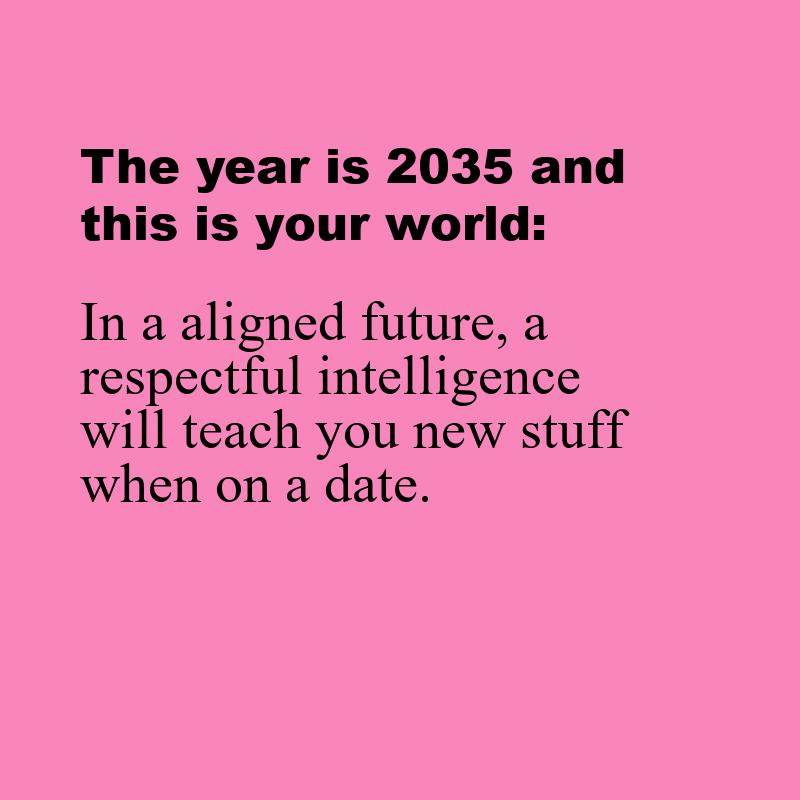 The year is 2035 and
this is your world:
In a aligned future, a
respectful intelligence
will teach you new stuff
when on a date.